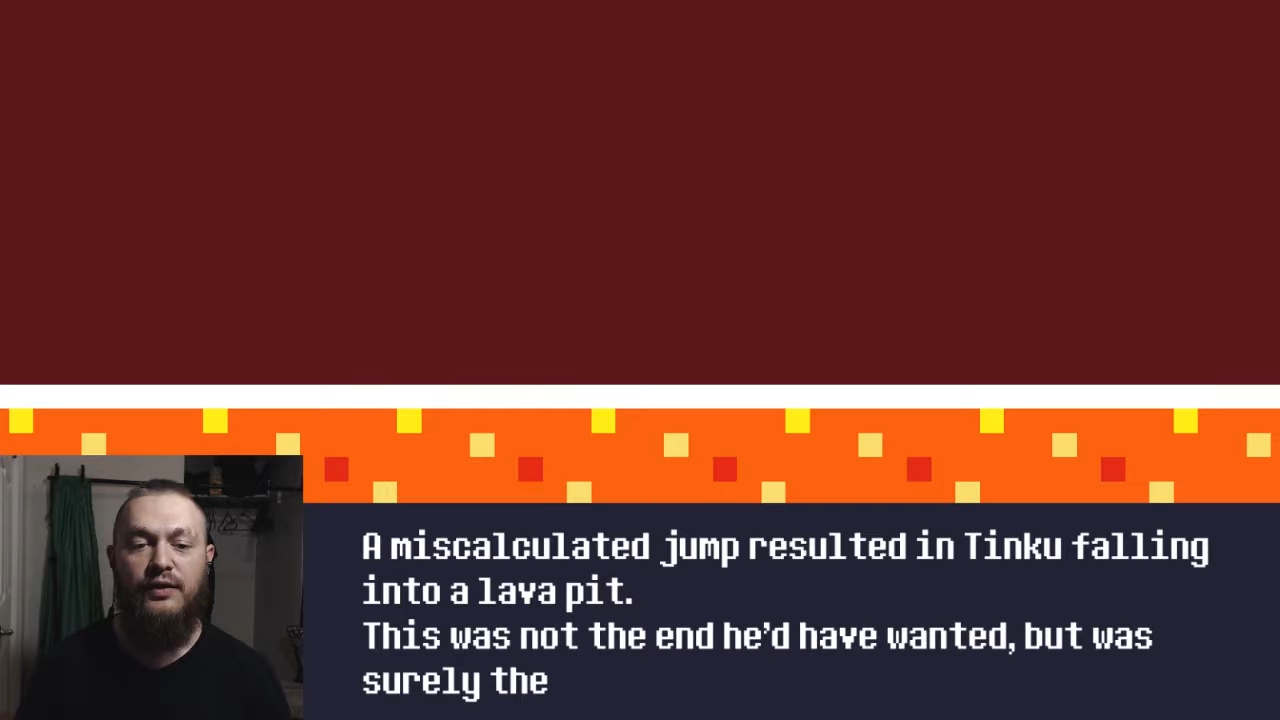 A miscalculated jump resulted in Tinku falling
into a lava pit.
This was not the end he'd have wanted, but was
surely the